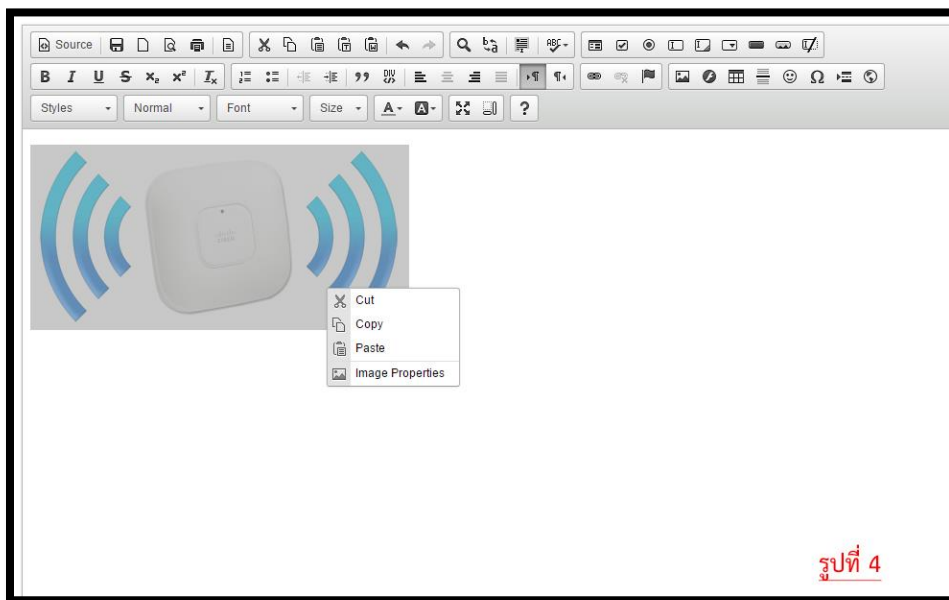 Source
Styles Normal Font Size
Cut
Copy
Paste
Image Properties
รูปที่ 4